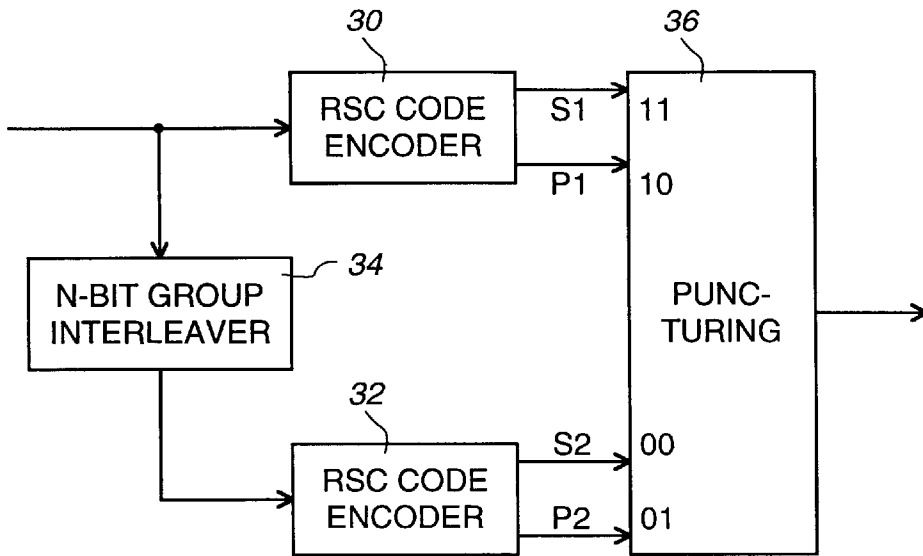 30
36
RSC CODE
ENCODER
S1
11
P1
10
34
N-BIT GROUP
INTERLEAVER
PUNC-
TURING
32
RSC CODE
ENCODER
S2
00
P2
01